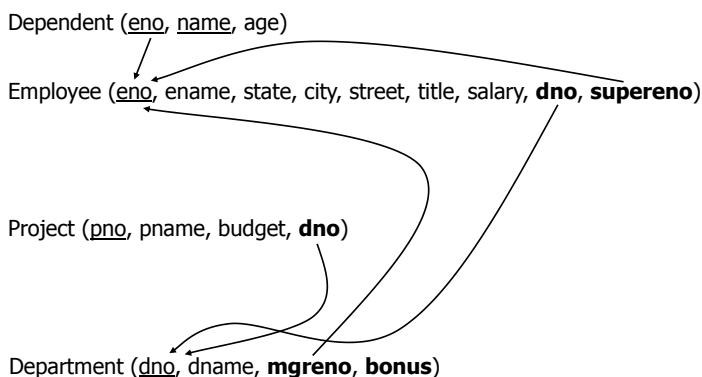 Dependent (eno, name, age)
Employee (eno, ename, state, city, street, title, salary, dno, supereno)
Project (pno, pname, budget, dno)
Department (dno, dname, mgreno, bonus)